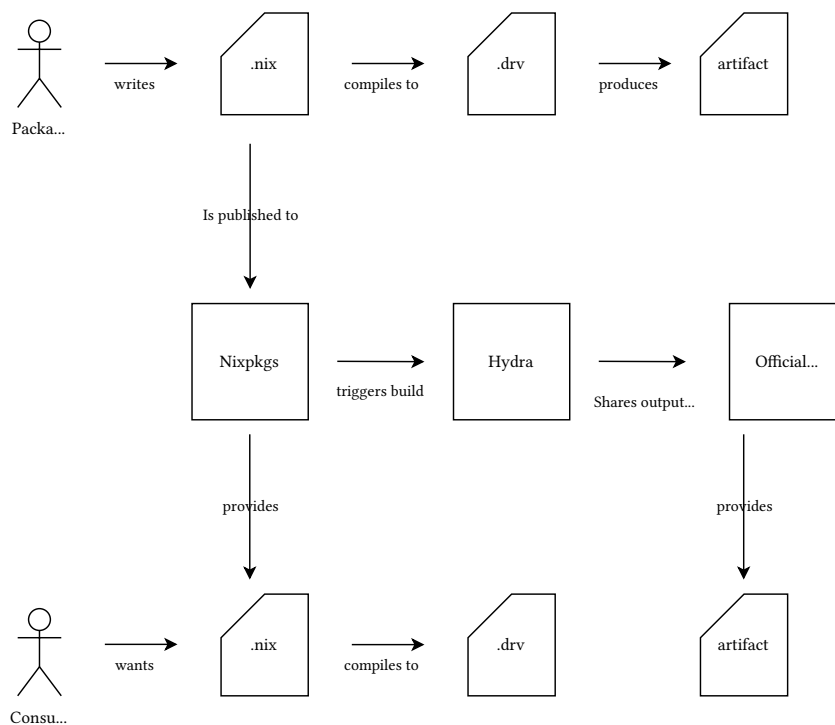 .nix
.drv
artifact
writes
compiles to
produces
Packa...
Is published to
Nixpkgs
Hydra
Official...
triggers build
Shares output...
provides
provides
.nix
.drv
artifact
wants
compiles to
Consu...